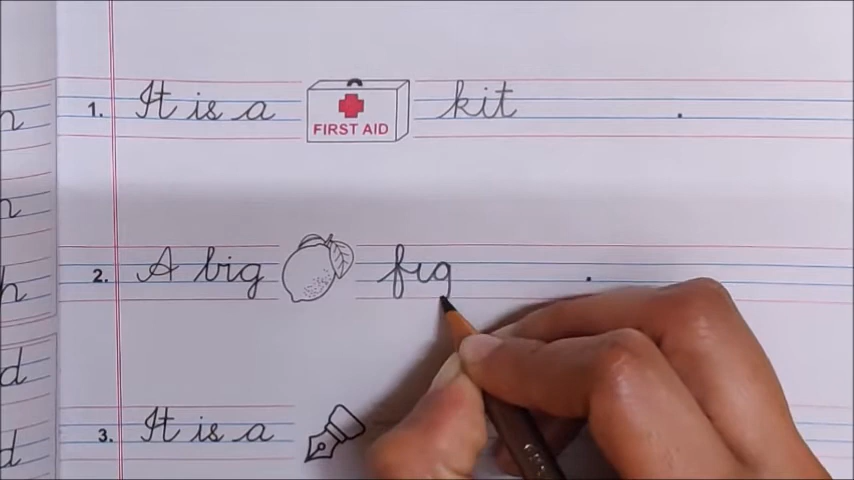 1. It is a FIRST AID kit .
2. A big fig .
3. It is a